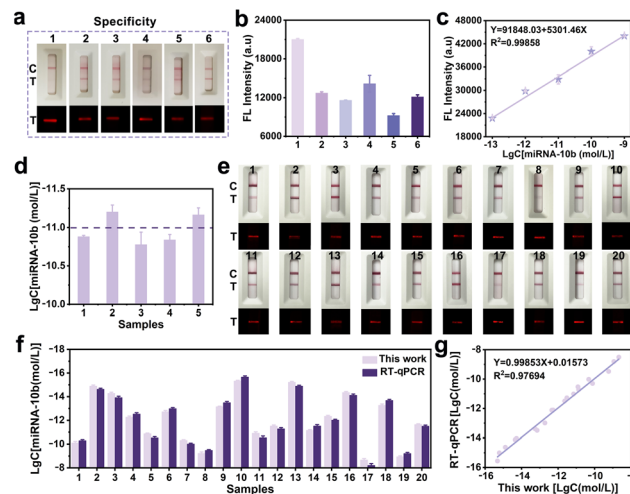 a
Specificity
1 2 3 4 5 6
C
T
T
b
FL Intensity (a.u)
21000
18000
15000
12000
9000
6000
1 2 3 4 5 6
c
FL Intensity (a.u)
48000
42000
36000
30000
24000
18000
Y=91848.03+5301.46X
R²=0.99858
-13 -12 -11 -10 -9
LgC[miRNA-10b (mol/L)]
d
LgC[miRNA-10b (mol/L)]
-11.5
-11.0
-10.5
-10.0
1 2 3 4 5
Samples
e
1 2 3 4 5 6 7 8 9 10
C
T
T
11 12 13 14 15 16 17 18 19 20
C
T
T
f
LgC[miRNA-10b(mol/L)]
-18
-16
-14
-12
-10
-8
This work
RT-qPCR
1 2 3 4 5 6 7 8 9 10 11 12 13 14 15 16 17 18 19 20
Samples
g
RT-qPCR [LgC(mol/L)]
-8
-10
-12
-14
-16
Y=0.99853X+0.01573
R²=0.97694
-14 -12 -10
This work [LgC(mol/L)]